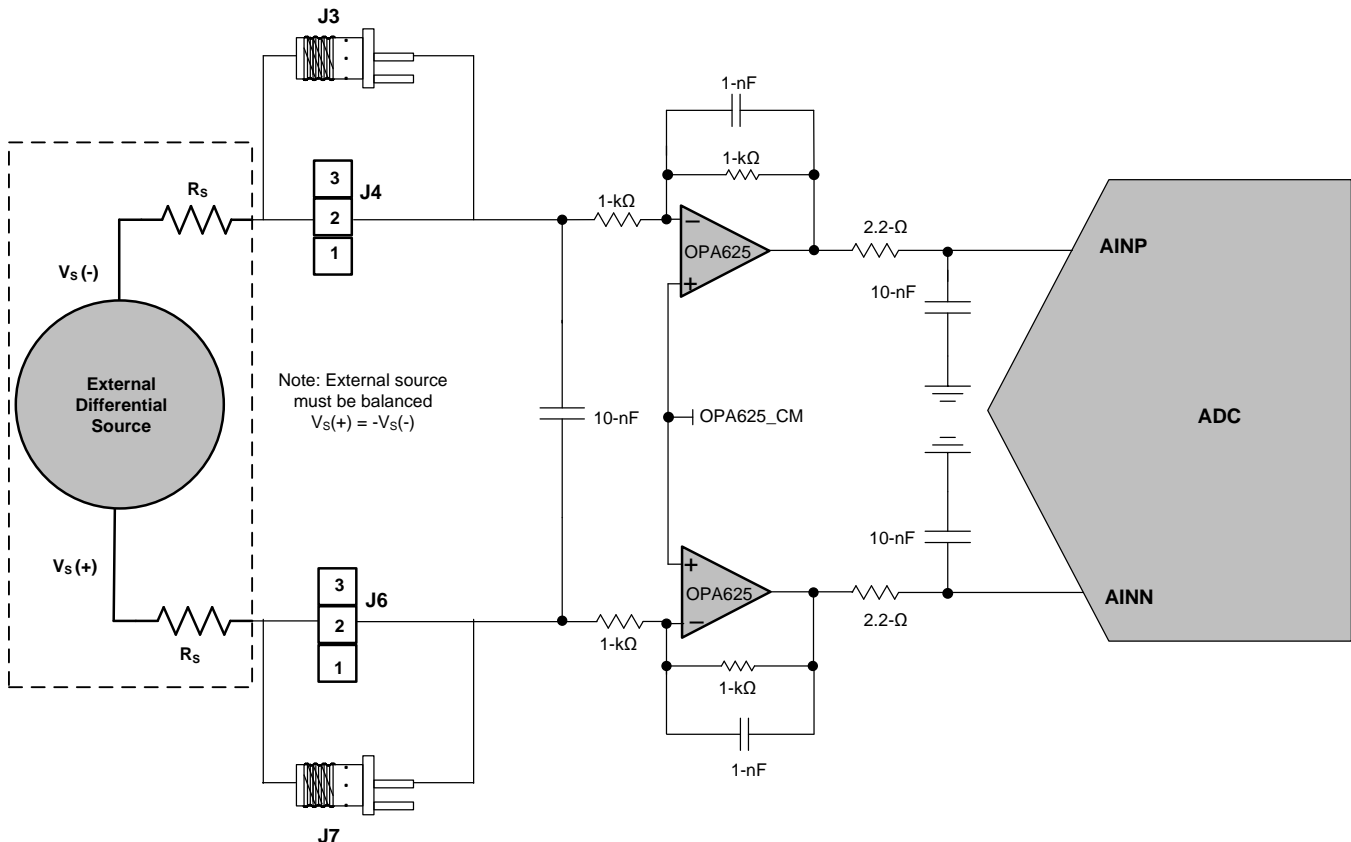 J3
1-nF
1-kΩ
3
J4
RS
2
1-kΩ
1
−
OPA625
+
2.2-Ω
AINP
VS (-)
10-nF
External
Differential
Source
Note: External source
must be balanced
VS(+) = -VS(-)
10-nF
OPA625_CM
ADC
VS (+)
10-nF
3
J6
+
OPA625
−
2
1
RS
1-kΩ
2.2-Ω
AINN
1-kΩ
1-nF
J7